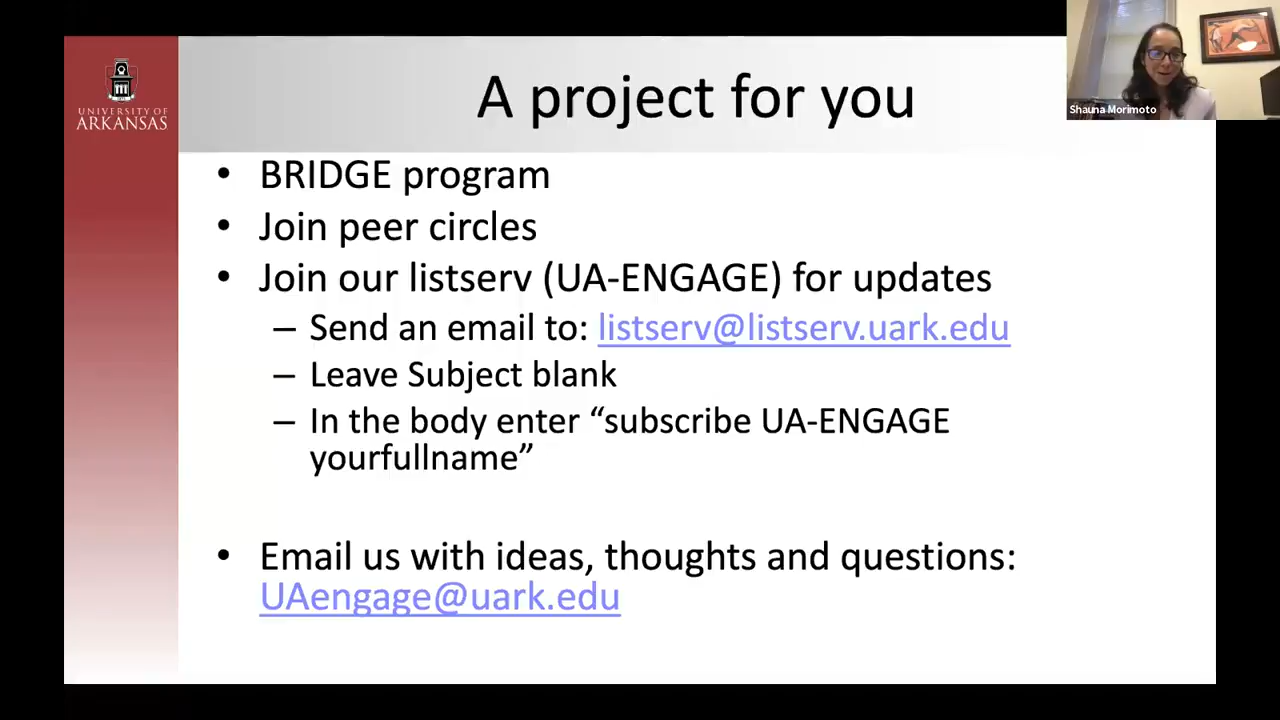 UNIVERSITY OF
ARKANSAS
A project for you
Shauna Morimoto
• BRIDGE program
• Join peer circles
• Join our listserv (UA-ENGAGE) for updates
– Send an email to: listserv@listserv.uark.edu
– Leave Subject blank
– In the body enter “subscribe UA-ENGAGE
yourfullname”
• Email us with ideas, thoughts and questions:
UAengage@uark.edu